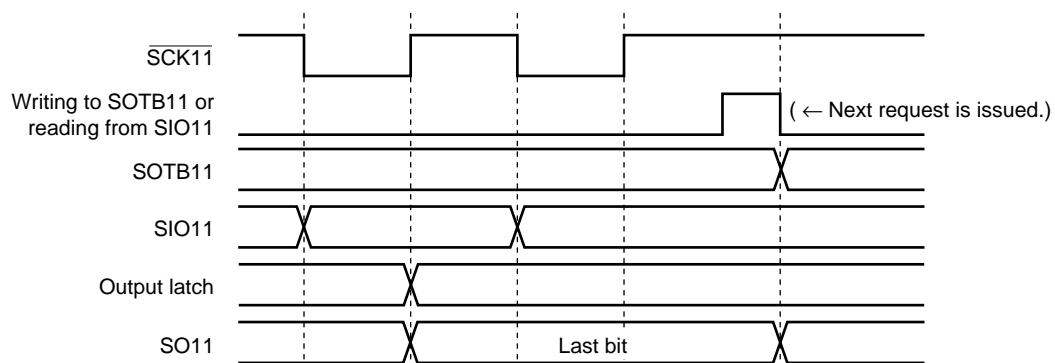 SCK11
Writing to SOTB11 or
reading from SIO11
( ← Next request is issued.)
SOTB11
SIO11
Output latch
SO11
Last bit